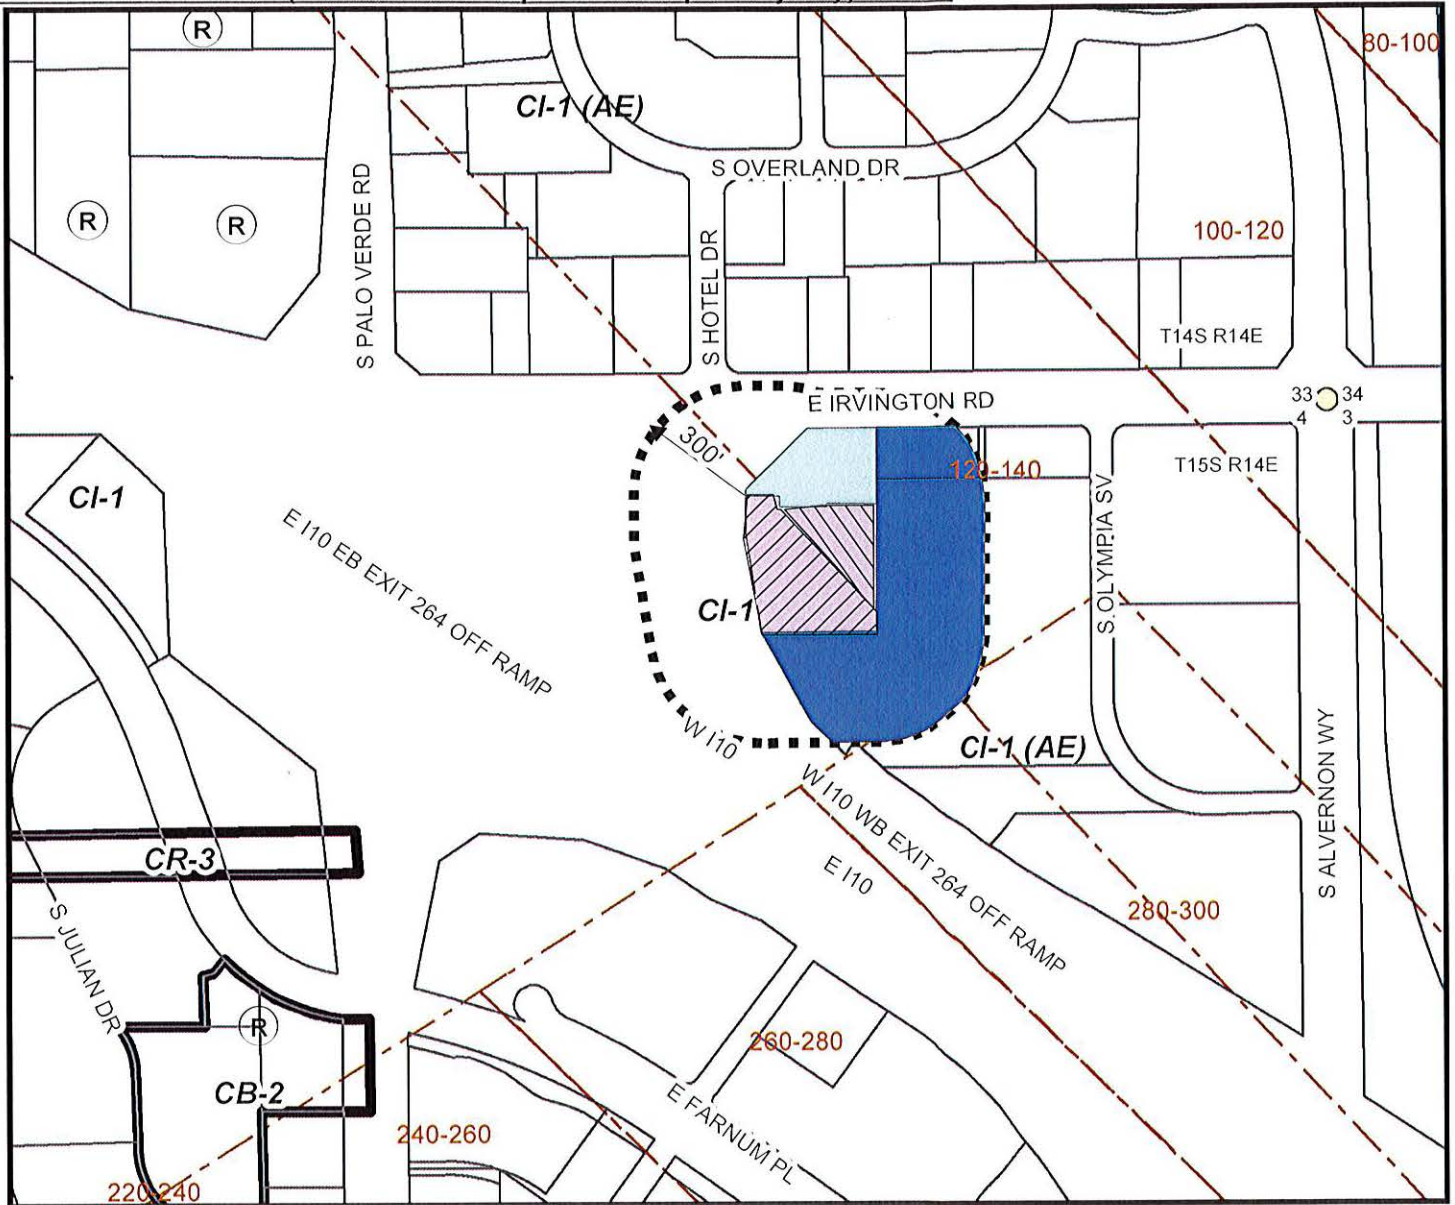 R
80-100
CI-1 (AE)
S OVERLAND DR
R
R
S PALO VERDE RD
S HOTEL DR
100-120
T14S R14E
E IRVINGTON RD
33 34
4 3
300'
120-140
T15S R14E
CI-1
E I10 EB EXIT 264 OFF RAMP
S OLYMPIA SV
CI-1
W I10
CI-1 (AE)
W I10 WB EXIT 264 OFF RAMP
S ALVERNON WY
CR-3
E I10
280-300
S JULIAN DR
R
260-280
CB-2
E FARNUM PL
240-260
220-240